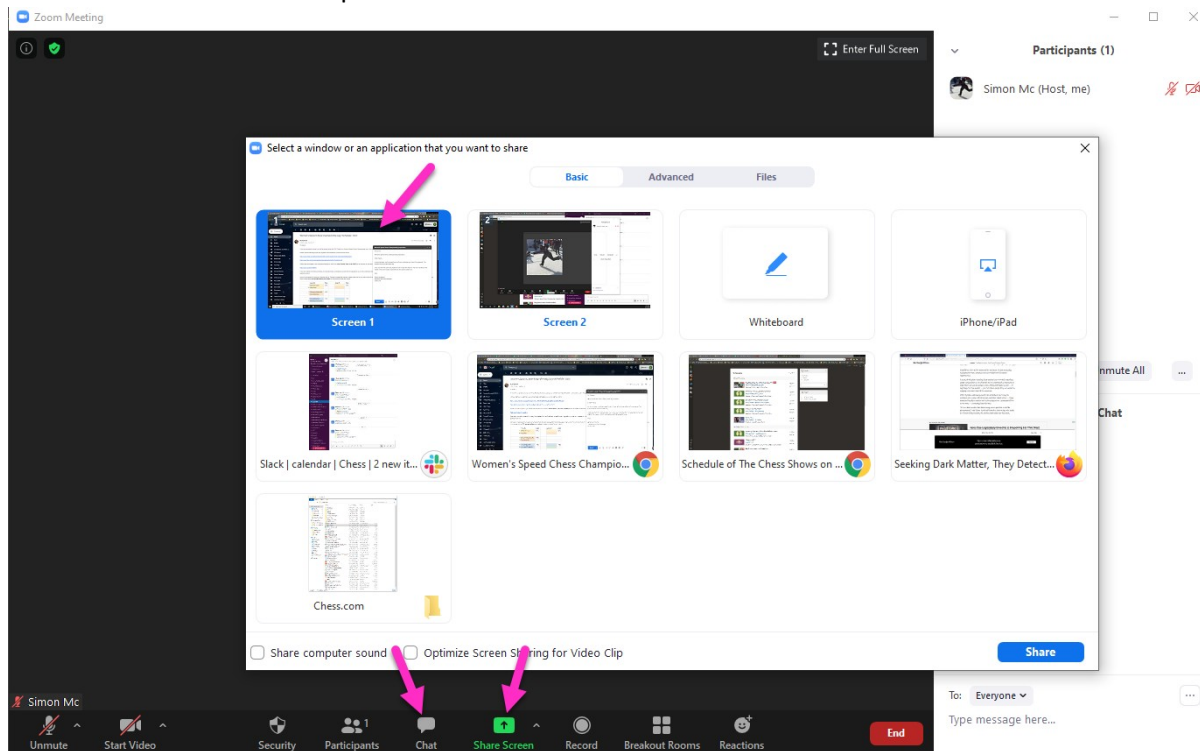 Zoom Meeting
Enter Full Screen
Participants (1)
Simon Mc (Host, me)
Select a window or an application that you want to share
Basic Advanced Files
1
2
Screen 1 Screen 2 Whiteboard iPhone/iPad
nmute All ...
Chat
Slack | calendar | Chess | 2 new it... Women's Speed Chess Champio... Schedule of The Chess Shows on ... Seeking Dark Matter, They Detect...
Chess.com
Share computer sound Optimize Screen Sharing for Video Clip Share
Simon Mc
To: Everyone
Type message here...
1
Unmute Start Video Security Participants Chat Share Screen Record Breakout Rooms Reactions End